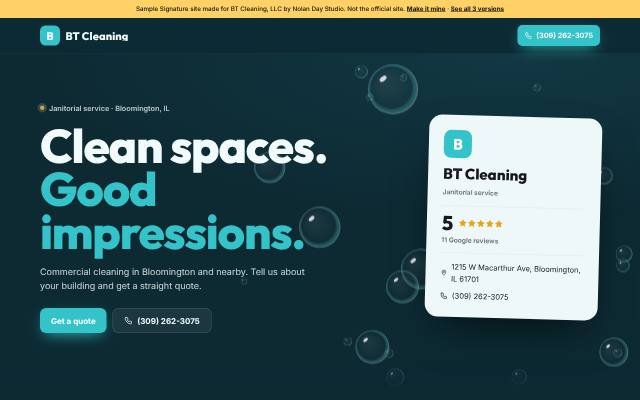 Sample Signature site made for BT Cleaning, LLC by Nolan Day Studio. Not the official site. Make it mine · See all 3 versions
B BT Cleaning
(309) 262-3075
Janitorial service · Bloomington, IL
Clean spaces.
Good
impressions.
Commercial cleaning in Bloomington and nearby. Tell us about
your building and get a straight quote.
Get a quote
(309) 262-3075
B
BT Cleaning
Janitorial service
5 ★★★★★
11 Google reviews
1215 W Macarthur Ave, Bloomington,
IL 61701
(309) 262-3075